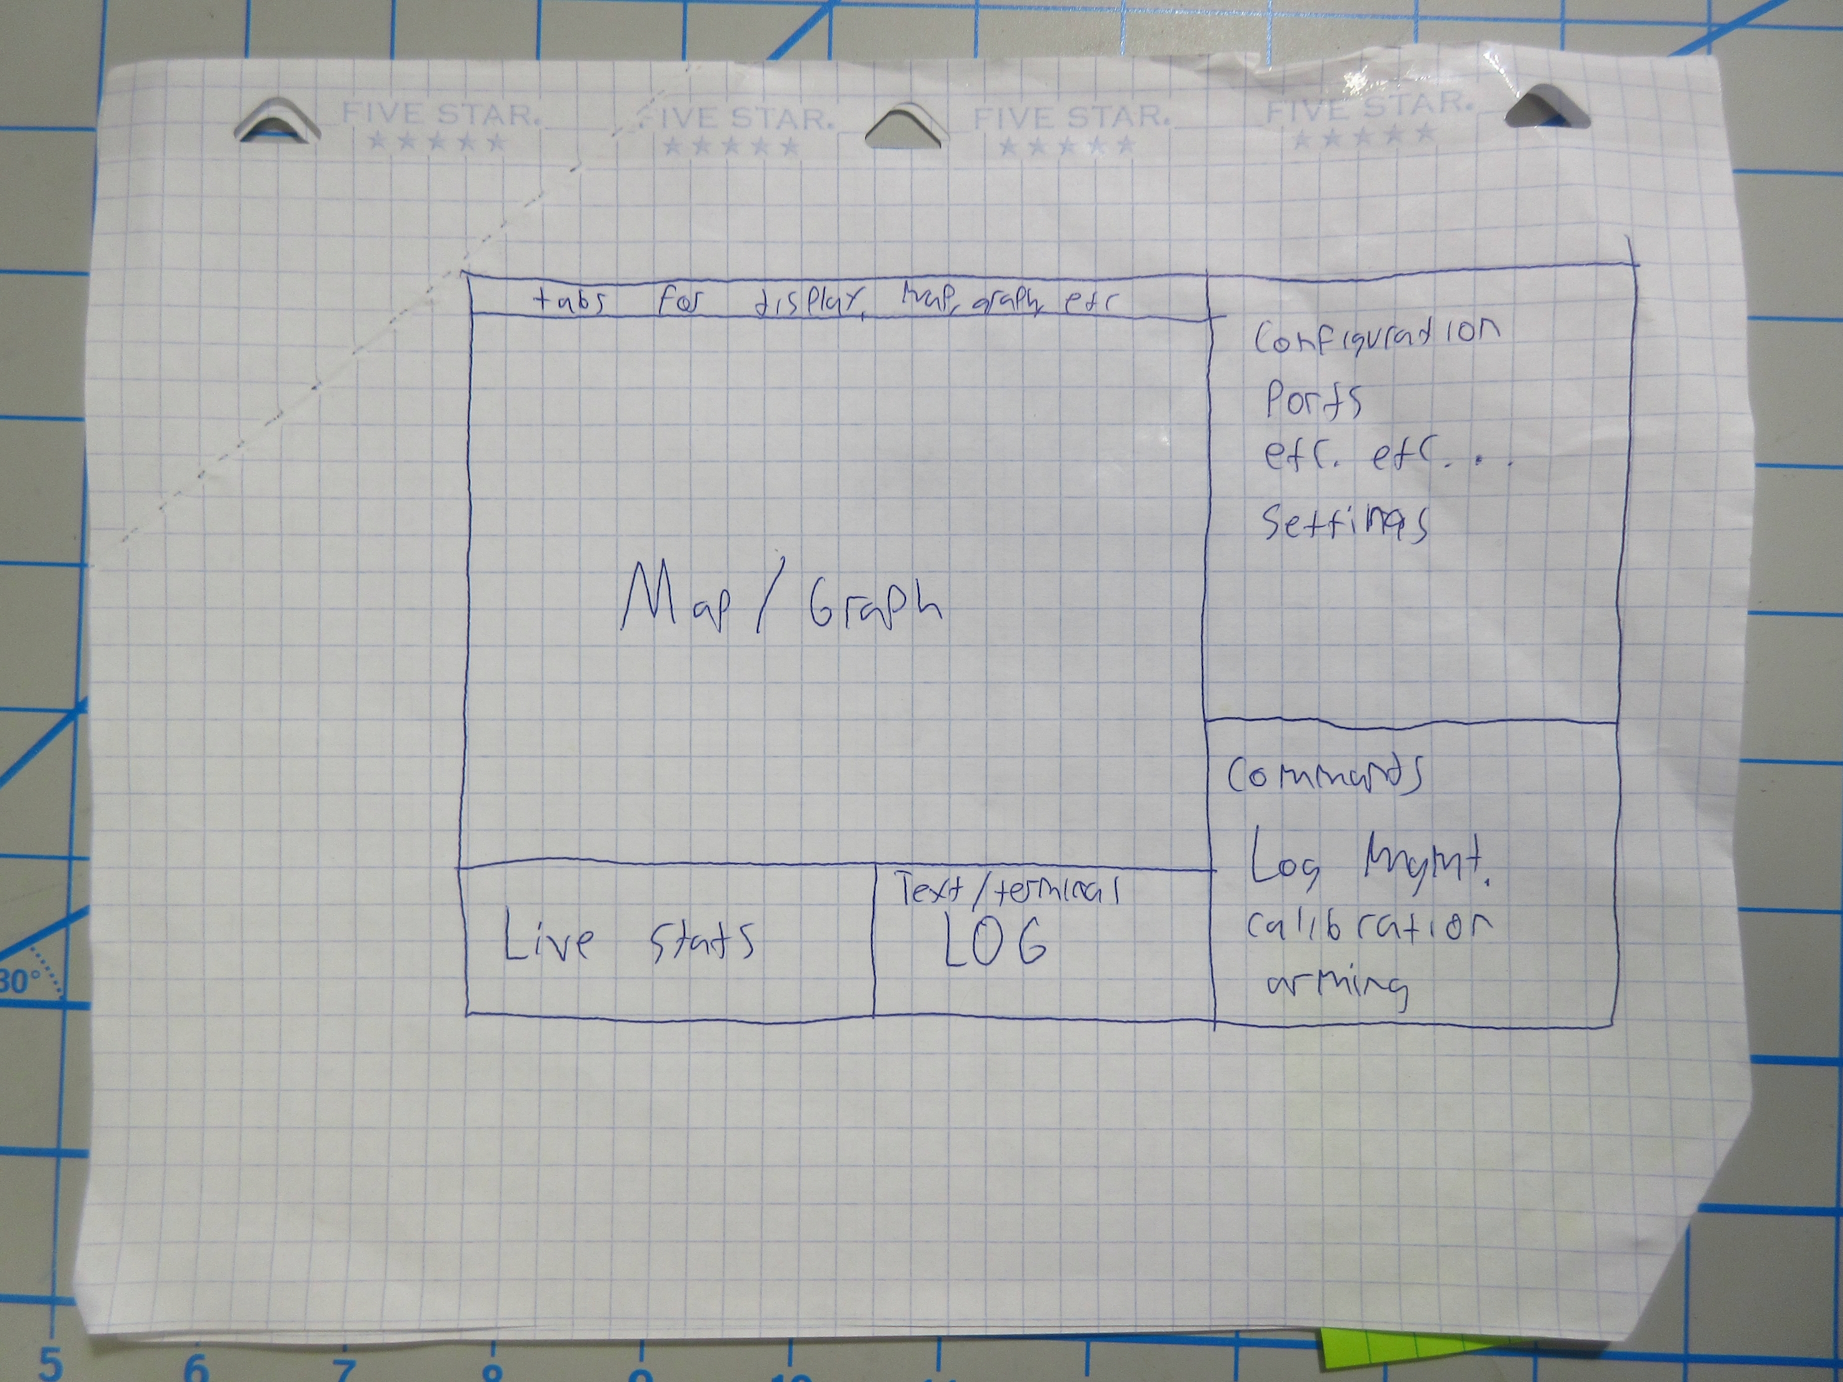 FIVE STAR. FIVE STAR. FIVE STAR. FIVE STAR.
tabs for display, map, graph, etc
Map / Graph
Configuration
Ports
etc. etc...
Settings
Live stats
Text/terminal
LOG
Commands
Log Mgmt.
calibration
arming
30°
5 6 7 8 9 10 11